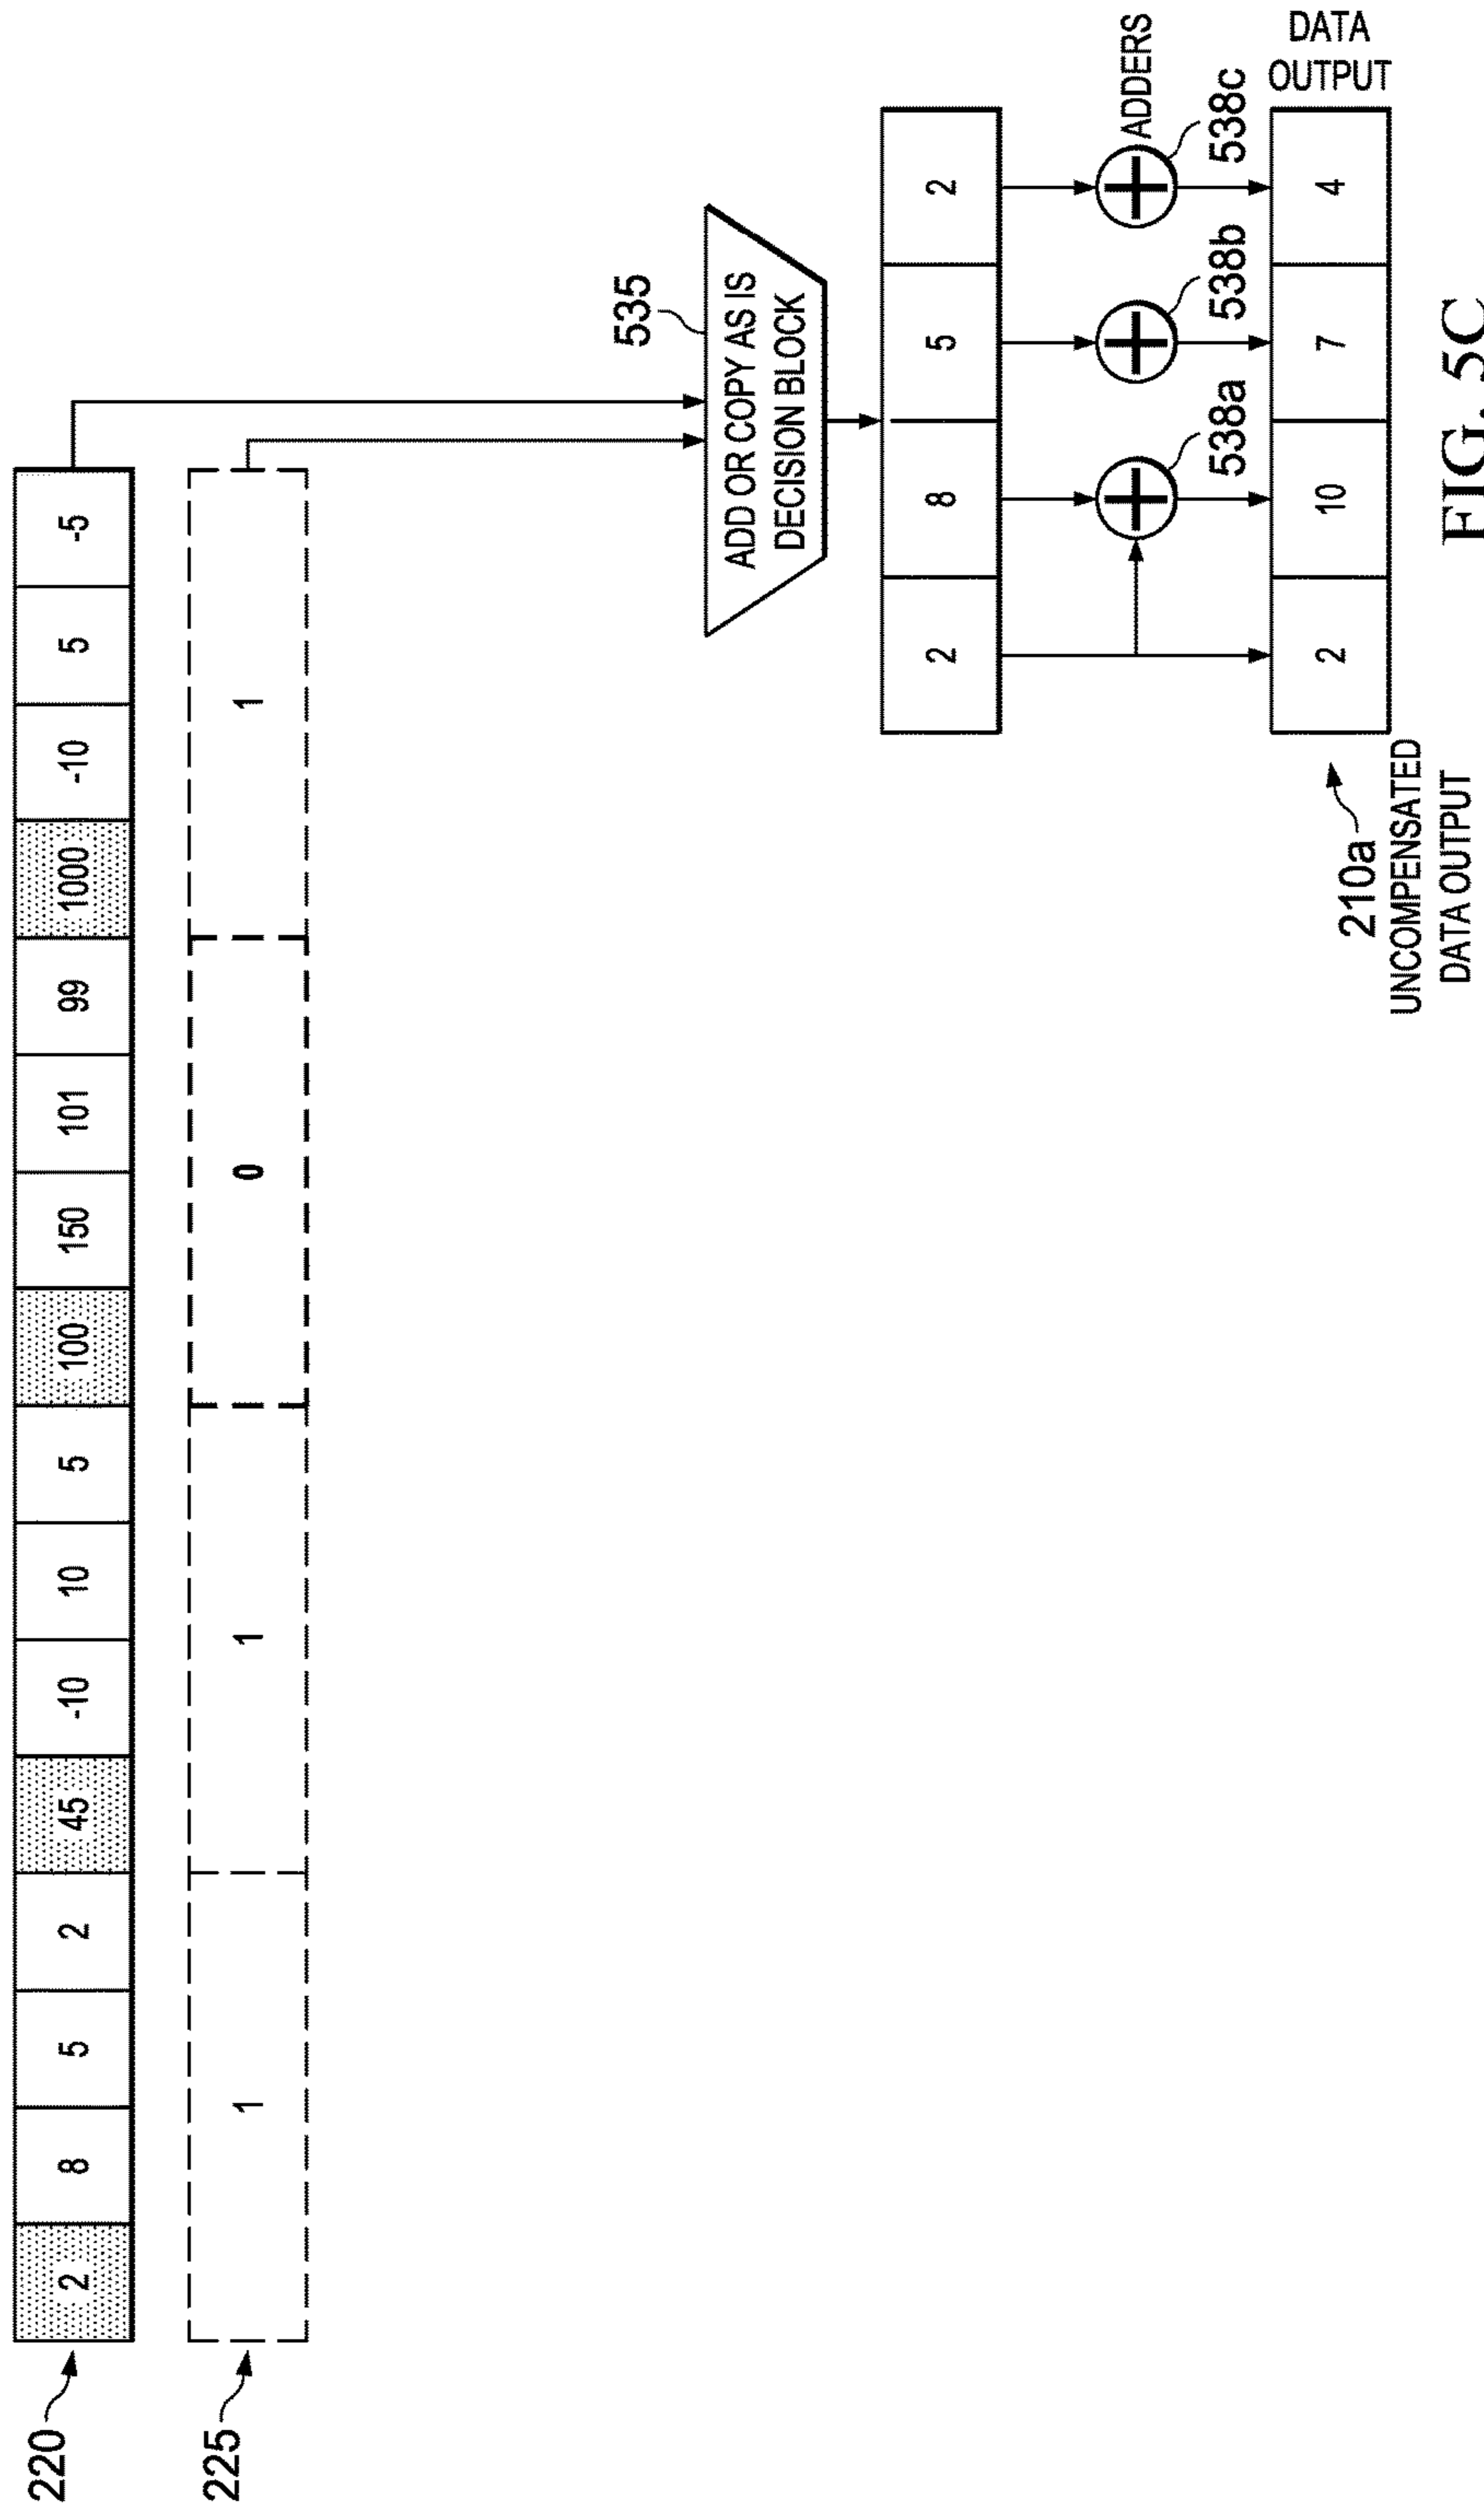 220
2 8 5 2 45 -10 10 5 100 150 101 99 1000 -10 5 -5
225
1 1 0 1
535
ADD OR COPY AS IS
DECISION BLOCK
2 8 5 2
ADDERS
538a 538b 538c
210a
2 10 7 4
DATA
OUTPUT
UNCOMPENSATED
DATA OUTPUT
FIG. 5C